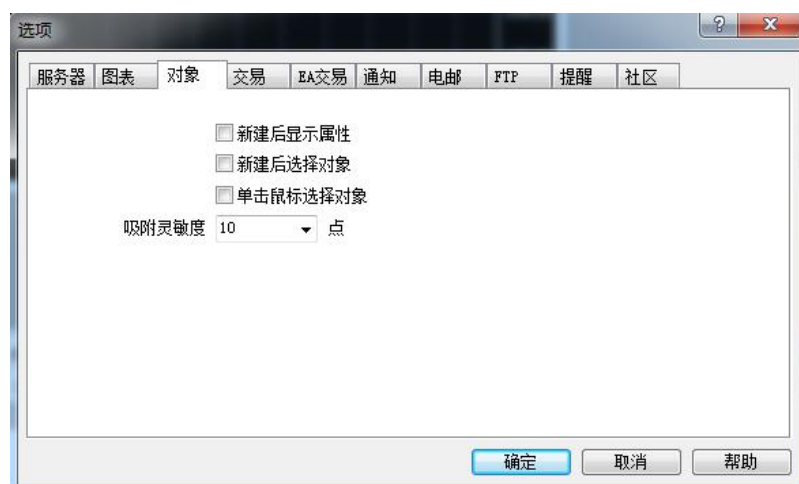 选项
服务器 图表 对象 交易 EA交易 通知 电邮 FTP 提醒 社区
新建后显示属性
新建后选择对象
单击鼠标选择对象
吸附灵敏度 10 点
确定 取消 帮助